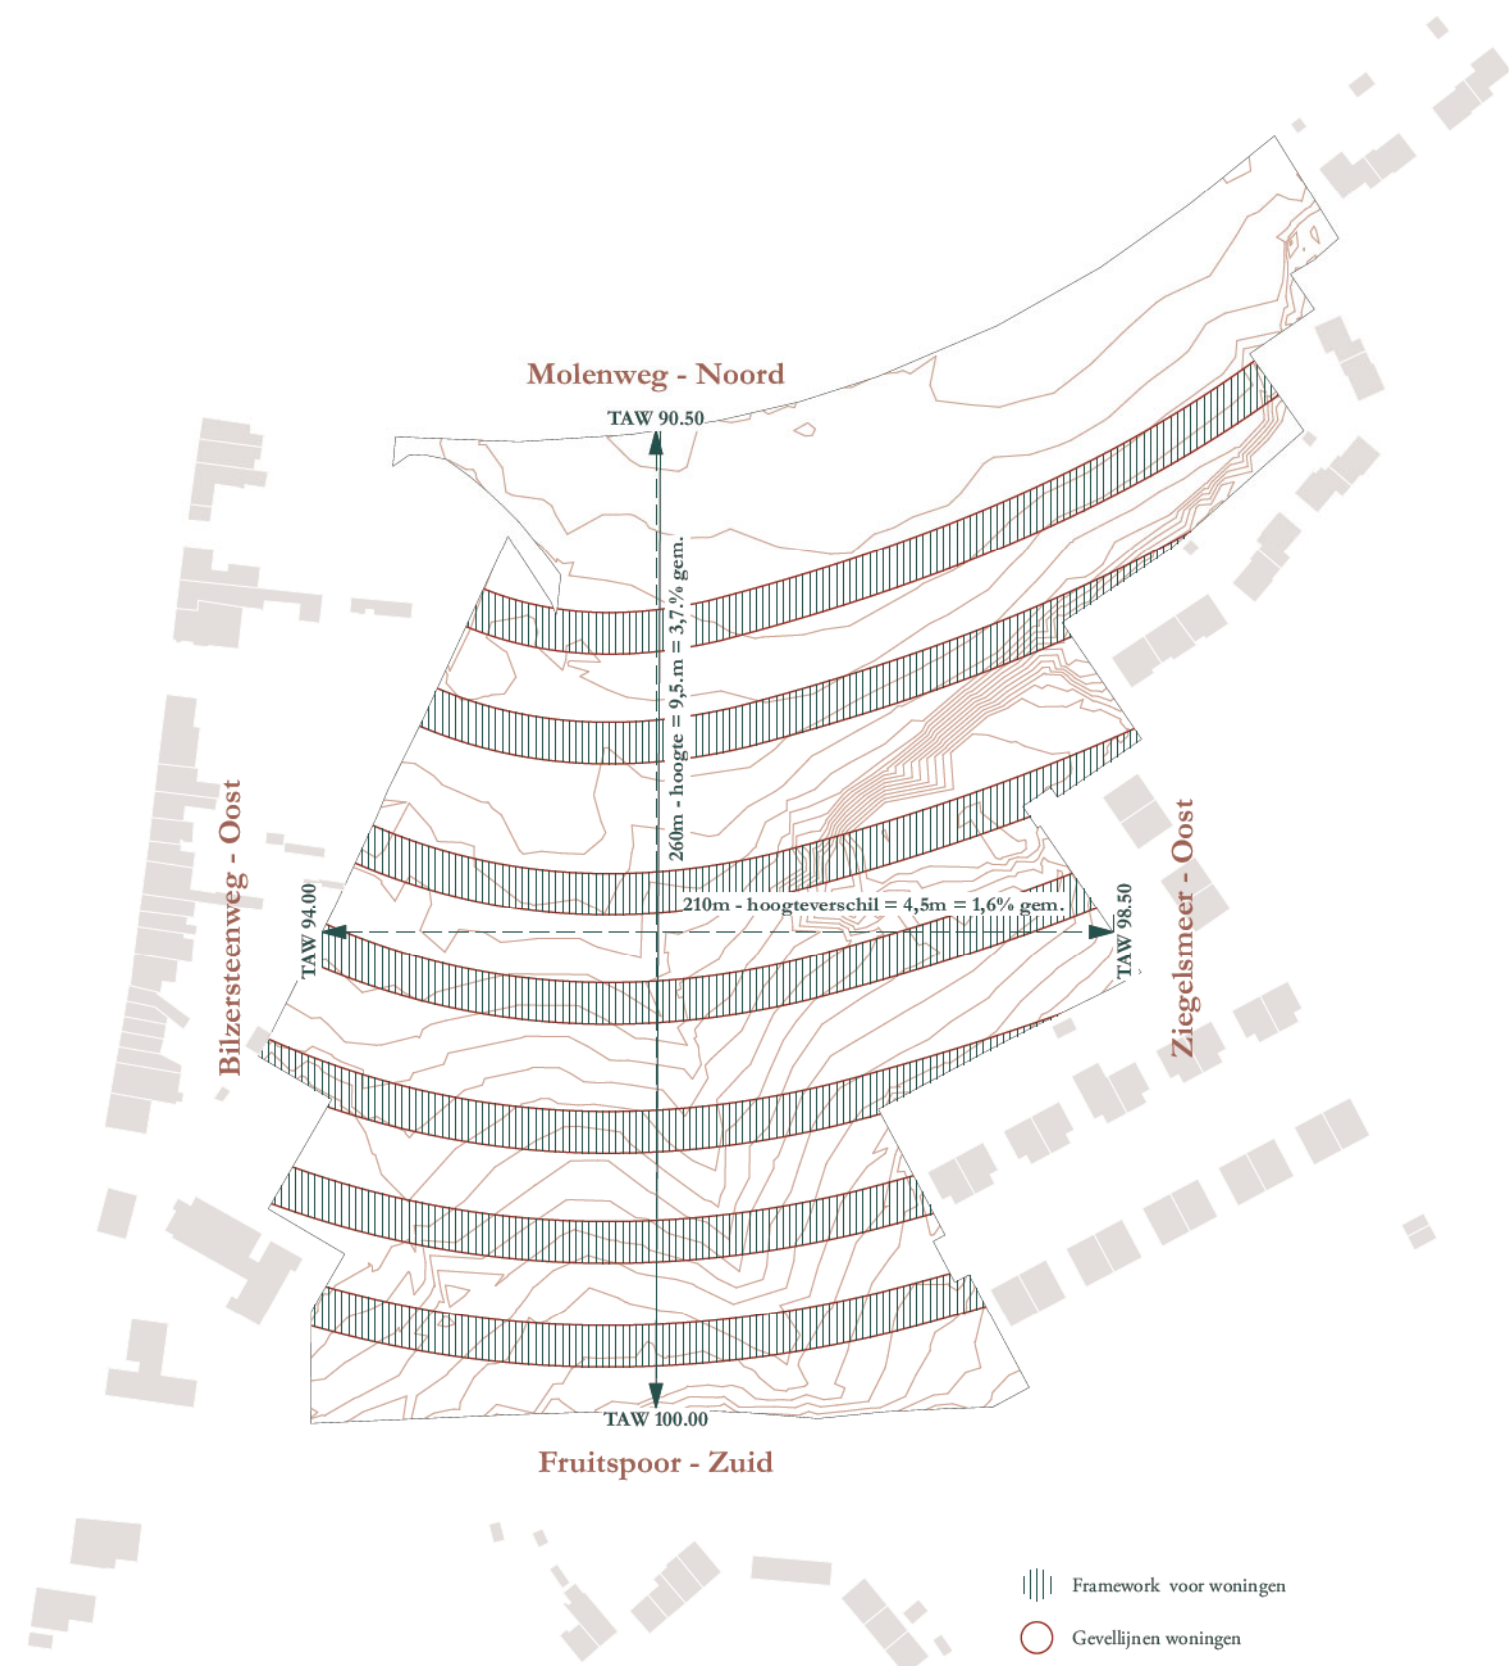 Molenweg - Noord
TAW 90.50
260m - hoogte = 9,5.m = 3,7.% gem.
Bilzersteenweg - Oost
TAW 94.00
210m - hoogteverschil = 4,5m = 1,6% gem.
TAW 98.50
Ziegelsmeer - Oost
TAW 100.00
Fruitspoor - Zuid
Framework voor woningen
Gevellijnen woningen